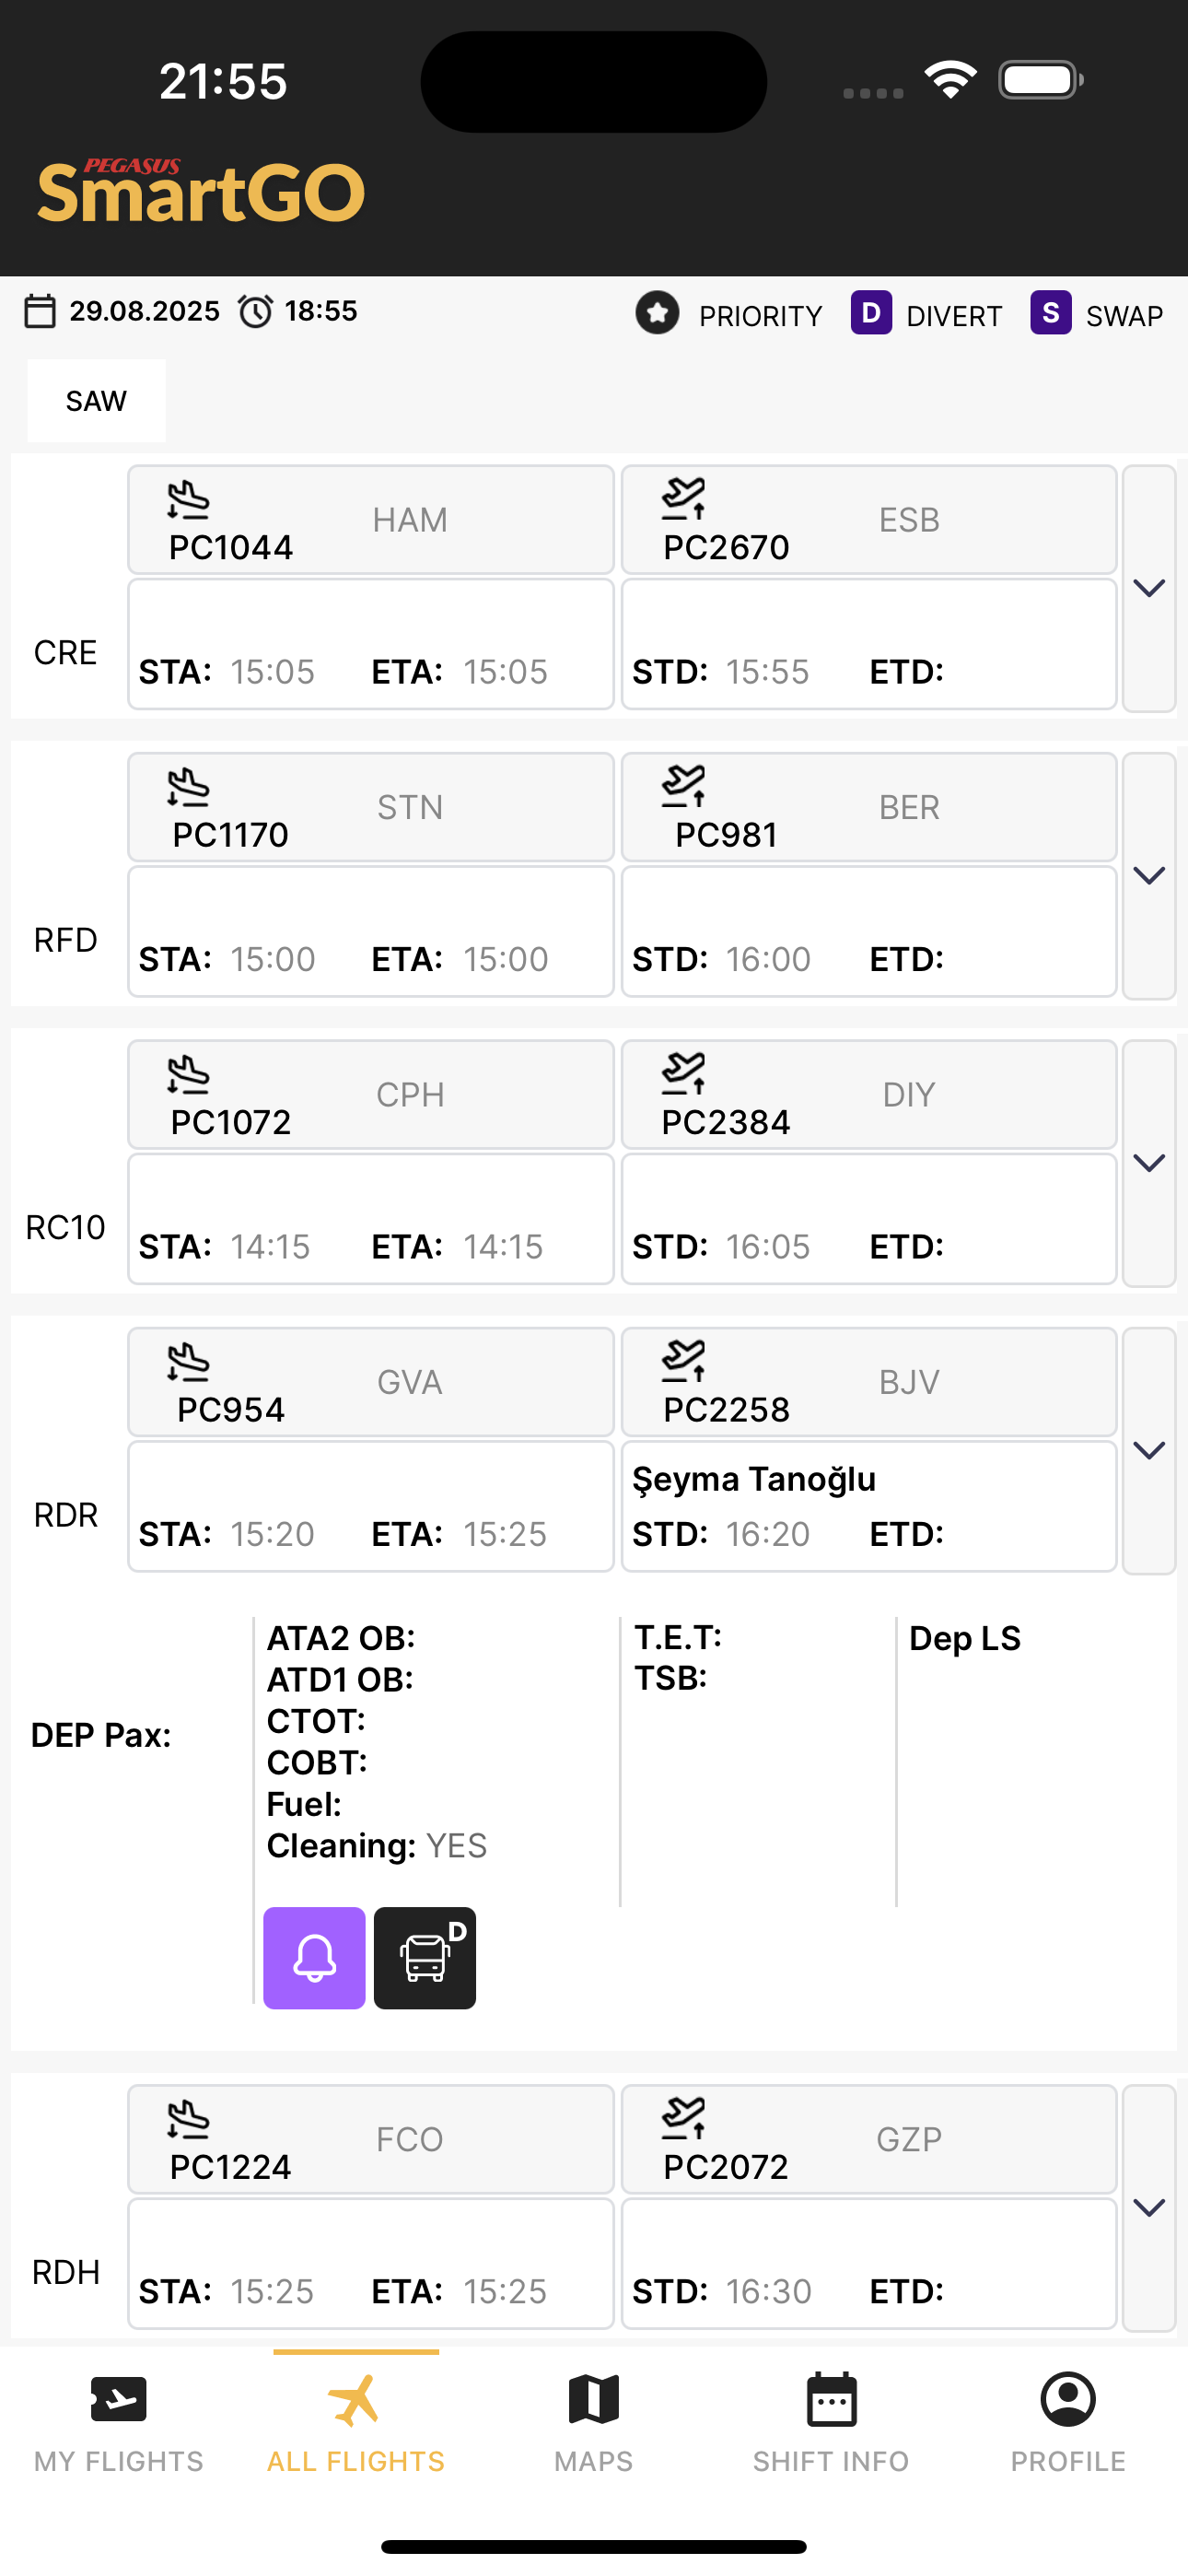 21:55
PEGASUS
SmartGO
29.08.2025 18:55 PRIORITY D DIVERT S SWAP
SAW
HAM ESB
PC1044 PC2670
CRE
STA: 15:05 ETA: 15:05 STD: 15:55 ETD:
STN BER
PC1170 PC981
RFD
STA: 15:00 ETA: 15:00 STD: 16:00 ETD:
CPH DIY
PC1072 PC2384
RC10
STA: 14:15 ETA: 14:15 STD: 16:05 ETD:
GVA BJV
PC954 PC2258
Şeyma Tanoğlu
RDR
STA: 15:20 ETA: 15:25 STD: 16:20 ETD:
DEP Pax:
ATA2 OB:
ATD1 OB:
CTOT:
COBT:
Fuel:
Cleaning: YES
T.E.T:
TSB:
Dep LS
D
FCO GZP
PC1224 PC2072
RDH
STA: 15:25 ETA: 15:25 STD: 16:30 ETD:
MY FLIGHTS ALL FLIGHTS MAPS SHIFT INFO PROFILE